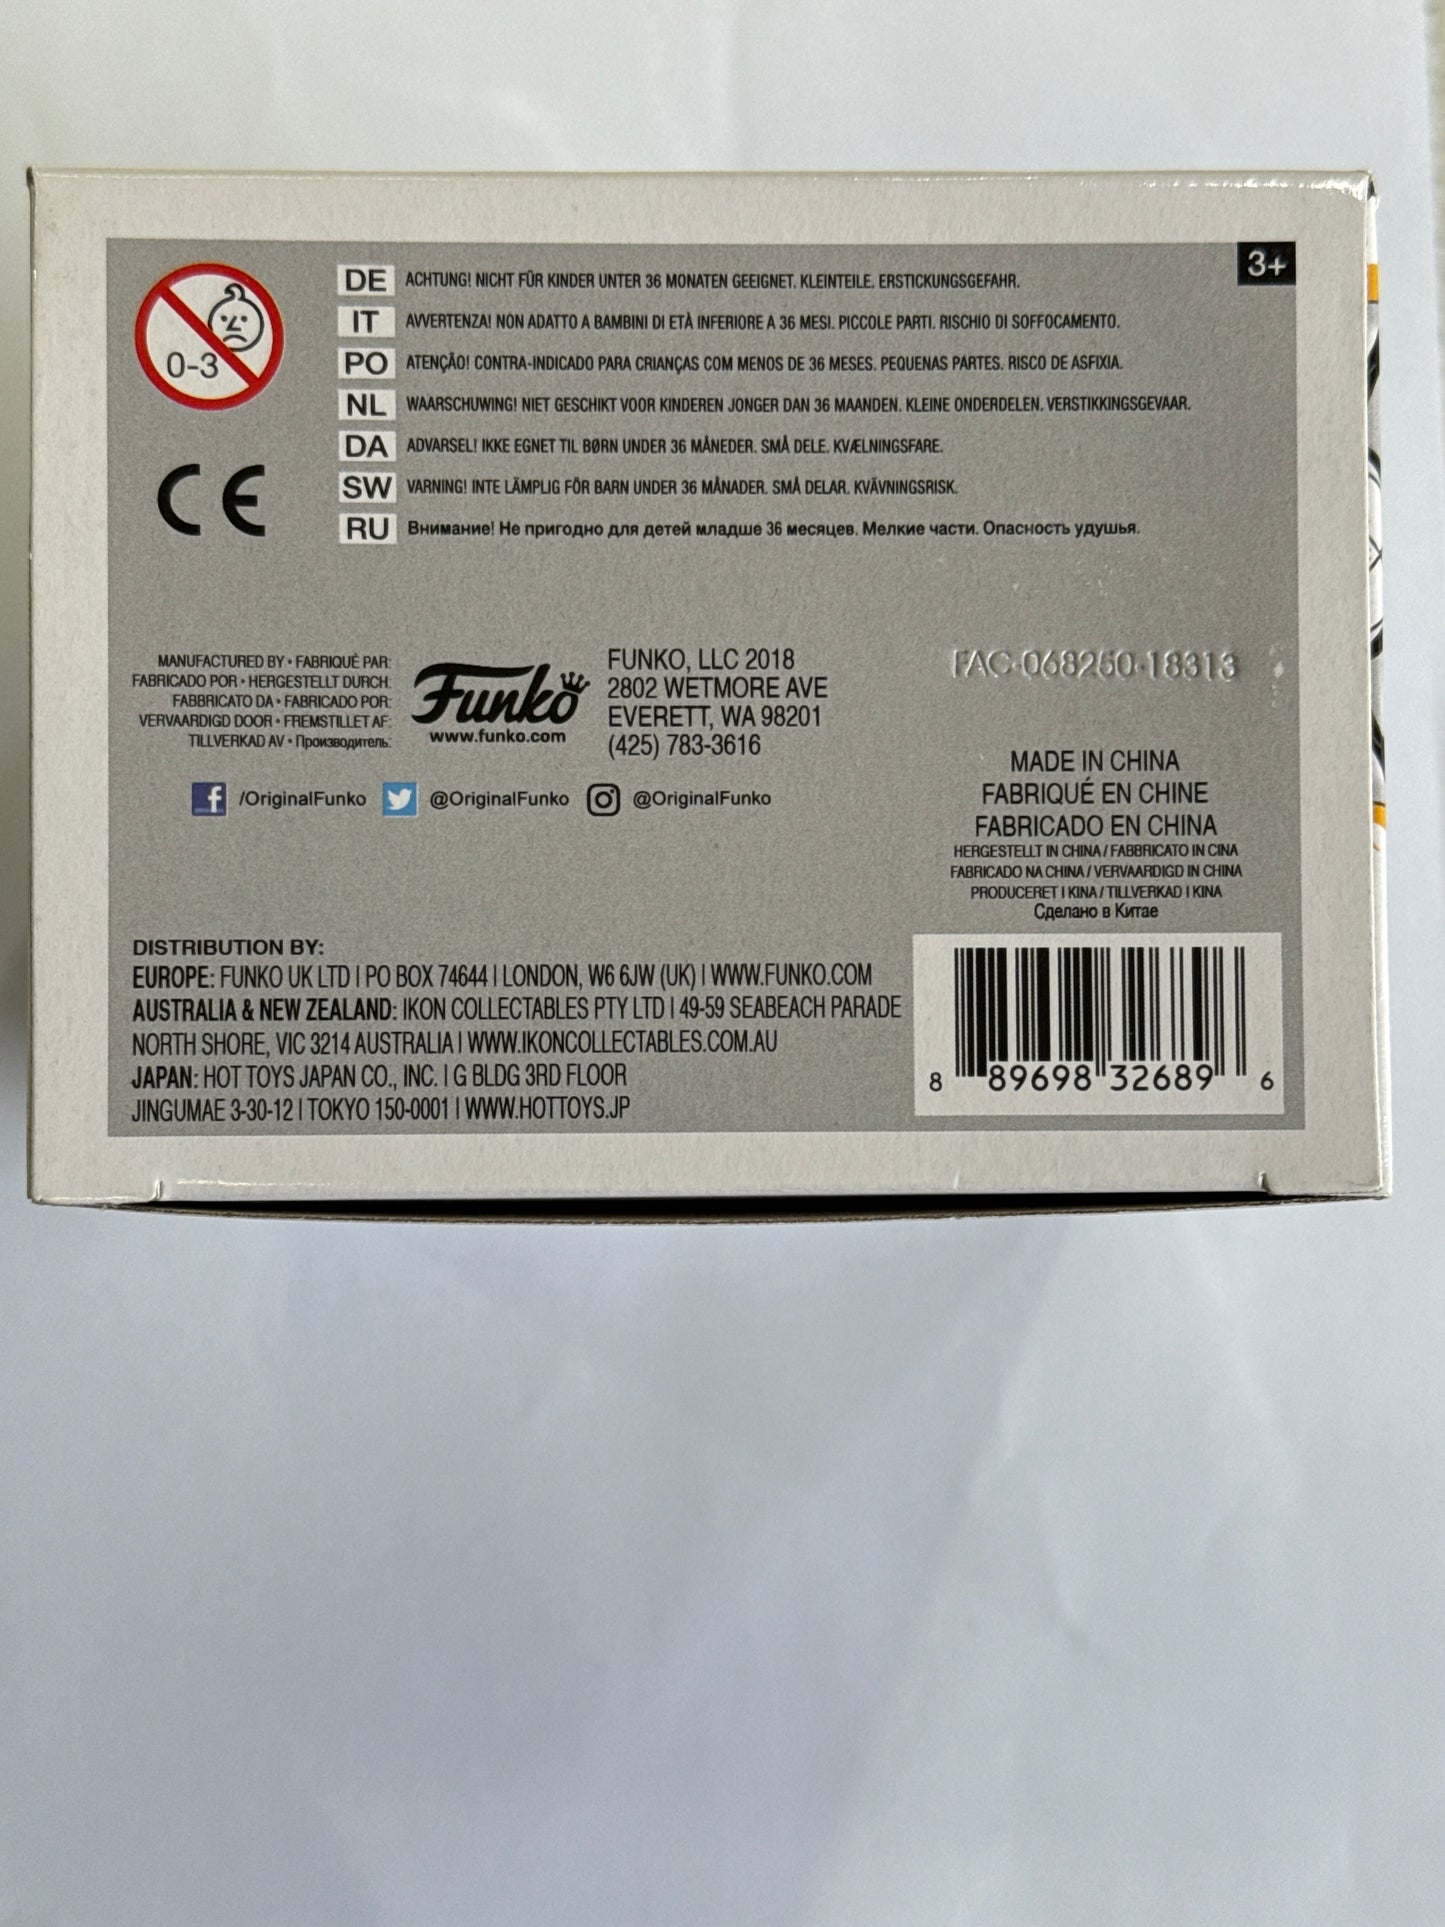 3+
0-3
CE
DE ACHTUNG! NICHT FÜR KINDER UNTER 36 MONATEN GEEIGNET. KLEINTEILE. ERSTICKUNGSGEFAHR.
IT AVVERTENZA! NON ADATTO A BAMBINI DI ETÀ INFERIORE A 36 MESI. PICCOLE PARTI. RISCHIO DI SOFFOCAMENTO.
PO ATENÇÃO! CONTRA-INDICADO PARA CRIANÇAS COM MENOS DE 36 MESES. PEQUENAS PARTES. RISCO DE ASFIXIA.
NL WAARSCHUWING! NIET GESCHIKT VOOR KINDEREN JONGER DAN 36 MAANDEN. KLEINE ONDERDELEN. VERSTIKKINGSGEVAAR.
DA ADVARSEL! IKKE EGNET TIL BØRN UNDER 36 MÅNEDER. SMÅ DELE. KVÆLNINGSFARE.
SW VARNING! INTE LÄMPLIG FÖR BARN UNDER 36 MÅNADER. SMÅ DELAR. KVÄVNINGSRISK.
RU Внимание! Не пригодно для детей младше 36 месяцев. Мелкие части. Опасность удушья.
MANUFACTURED BY • FABRIQUÉ PAR:
FABRICADO POR • HERGESTELLT DURCH:
FABBRICATO DA • FABRICADO POR:
VERVAARDIGD DOOR • FREMSTILLET AF:
TILLVERKAD AV • Производитель:
Funko
www.funko.com
FUNKO, LLC 2018
2802 WETMORE AVE
EVERETT, WA 98201
(425) 783-3616
FAC-068250-18313
/OriginalFunko @OriginalFunko @OriginalFunko
MADE IN CHINA
FABRIQUÉ EN CHINE
FABRICADO EN CHINA
HERGESTELLT IN CHINA / FABBRICATO IN CINA
FABRICADO NA CHINA / VERVAARDIGD IN CHINA
PRODUCERET I KINA / TILLVERKAD I KINA
Сделано в Китае
DISTRIBUTION BY:
EUROPE: FUNKO UK LTD | PO BOX 74644 | LONDON, W6 6JW (UK) | WWW.FUNKO.COM
AUSTRALIA & NEW ZEALAND: IKON COLLECTABLES PTY LTD | 49-59 SEABEACH PARADE
NORTH SHORE, VIC 3214 AUSTRALIA | WWW.IKONCOLLECTABLES.COM.AU
JAPAN: HOT TOYS JAPAN CO., INC. | G BLDG 3RD FLOOR
JINGUMAE 3-30-12 | TOKYO 150-0001 | WWW.HOTTOYS.JP
8 89698 32689 6